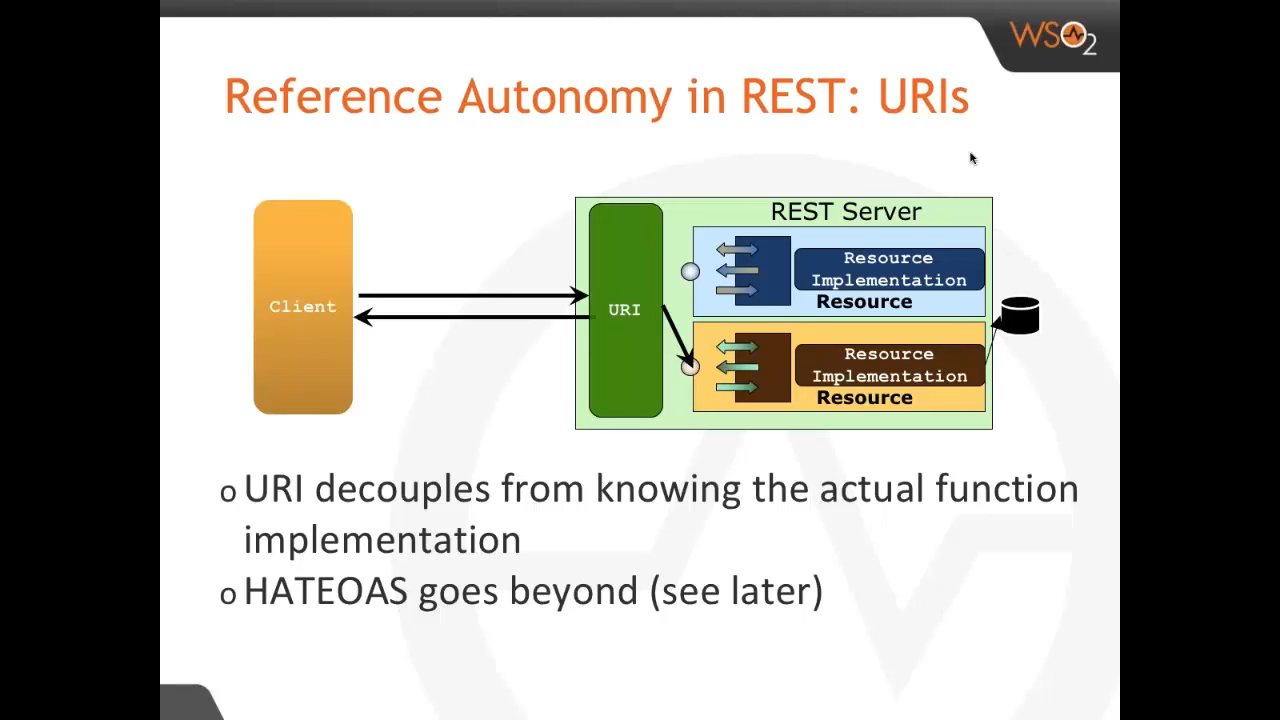 WSO2
Reference Autonomy in REST: URIs
REST Server
Client
URI
Resource
Implementation
Resource
Resource
Implementation
Resource
o URI decouples from knowing the actual function
implementation
o HATEOAS goes beyond (see later)